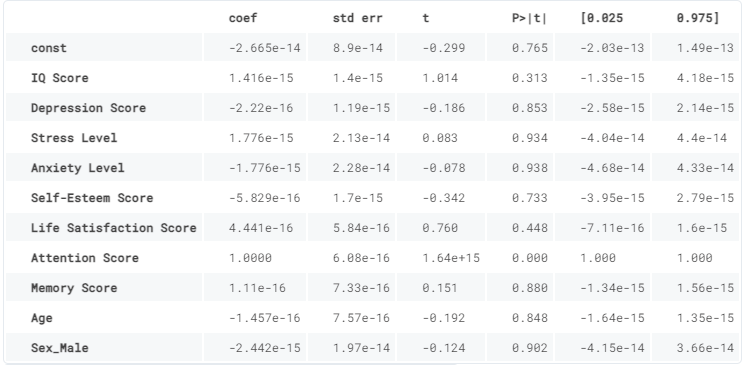 coef std err t P>|t| [0.025 0.975]
const -2.665e-14 8.9e-14 -0.299 0.765 -2.03e-13 1.49e-13
IQ Score 1.416e-15 1.4e-15 1.014 0.313 -1.35e-15 4.18e-15
Depression Score -2.22e-16 1.19e-15 -0.186 0.853 -2.58e-15 2.14e-15
Stress Level 1.776e-15 2.13e-14 0.083 0.934 -4.04e-14 4.4e-14
Anxiety Level -1.776e-15 2.28e-14 -0.078 0.938 -4.68e-14 4.33e-14
Self-Esteem Score -5.829e-16 1.7e-15 -0.342 0.733 -3.95e-15 2.79e-15
Life Satisfaction Score 4.441e-16 5.84e-16 0.760 0.448 -7.11e-16 1.6e-15
Attention Score 1.0000 6.08e-16 1.64e+15 0.000 1.000 1.000
Memory Score 1.11e-16 7.33e-16 0.151 0.880 -1.34e-15 1.56e-15
Age -1.457e-16 7.57e-16 -0.192 0.848 -1.64e-15 1.35e-15
Sex_Male -2.442e-15 1.97e-14 -0.124 0.902 -4.15e-14 3.66e-14